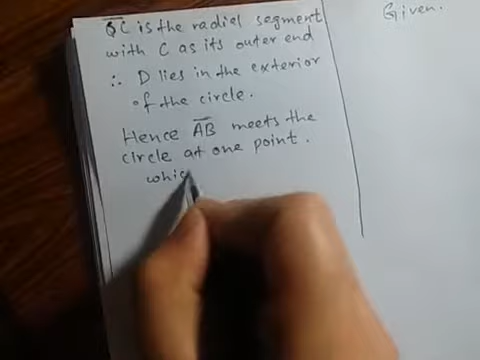 QC is the radial segment
with C as its outer end
∴ D lies in the exterior
of the circle.
Hence AB meets the
circle at one point.
whic
Given.